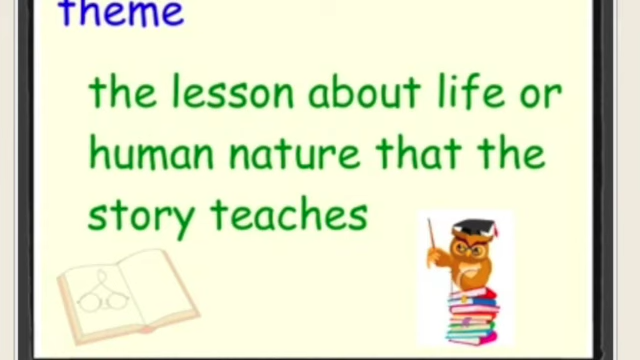 theme
the lesson about life or
human nature that the
story teaches